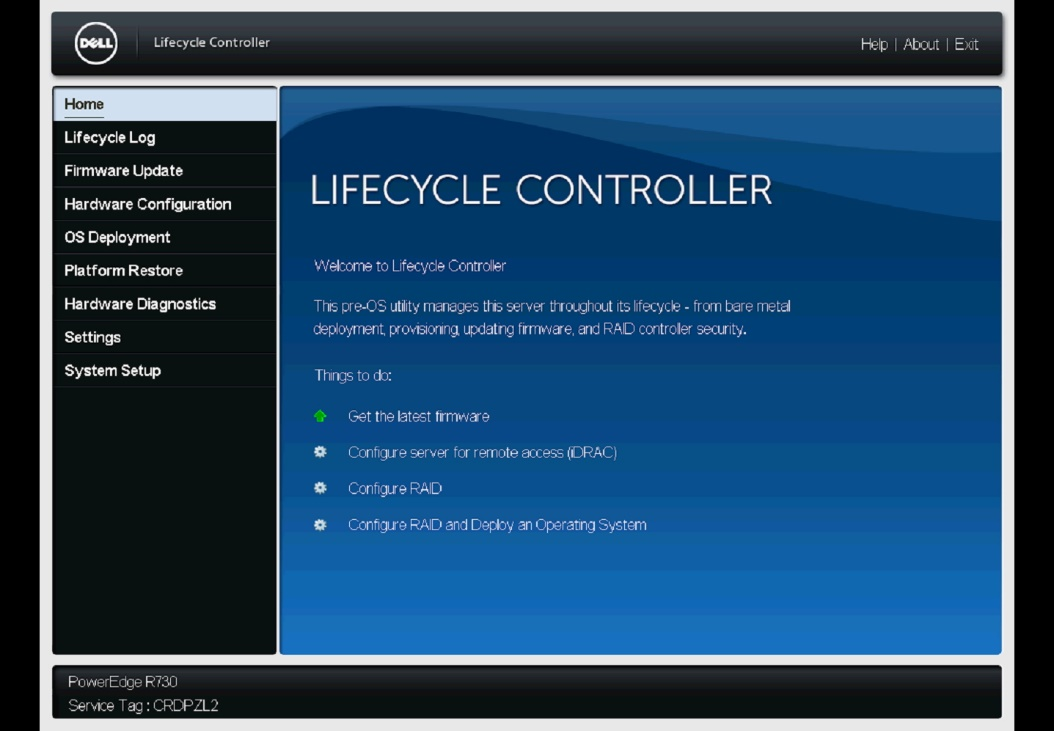 DELL
Lifecycle Controller
Help | About | Exit
Home
Lifecycle Log
Firmware Update
Hardware Configuration
OS Deployment
Platform Restore
Hardware Diagnostics
Settings
System Setup
LIFECYCLE CONTROLLER
Welcome to Lifecycle Controller
This pre-OS utility manages this server throughout its lifecycle - from bare metal
deployment, provisioning, updating firmware, and RAID controller security.
Things to do:
Get the latest firmware
Configure server for remote access (iDRAC)
Configure RAID
Configure RAID and Deploy an Operating System
PowerEdge R730
Service Tag : CRDPZL2